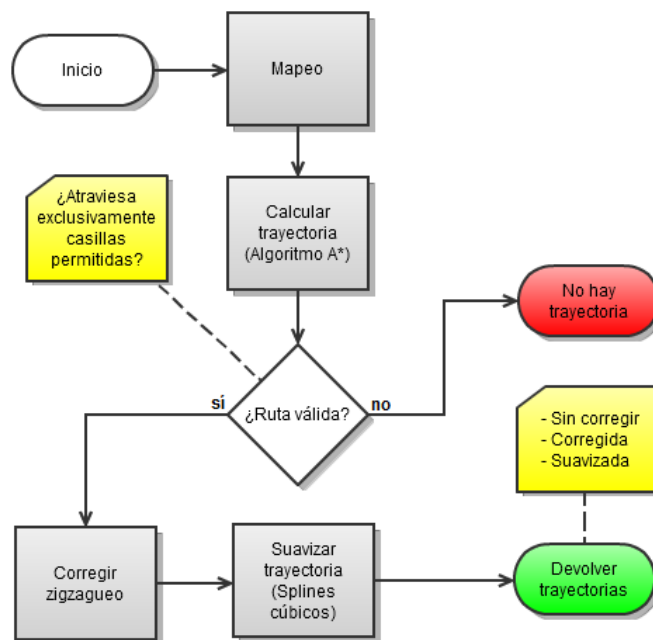 Inicio
Mapeo
¿Atraviesa
exclusivamente
casillas
permitidas?
Calcular
trayectoria
(Algoritmo A*)
No hay
trayectoria
sí
¿Ruta válida?
no
- Sin corregir
- Corregida
- Suavizada
Corregir
zigzagueo
Suavizar
trayectoria
(Splines
cúbicos)
Devolver
trayectorias